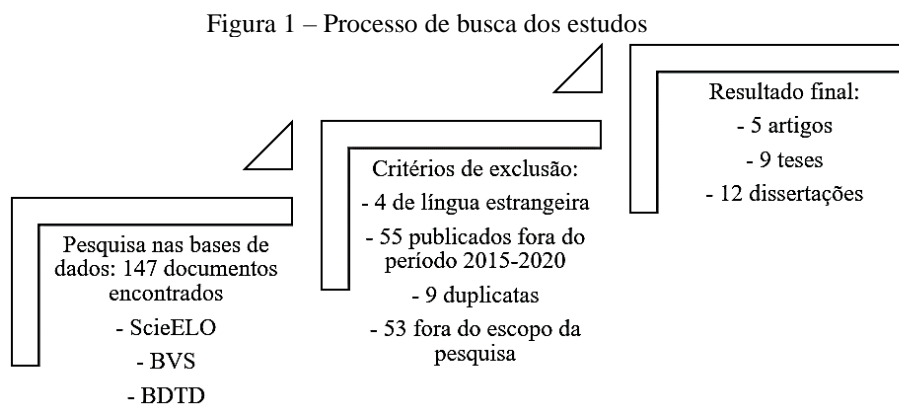 Figura 1 – Processo de busca dos estudos
Pesquisa nas bases de
dados: 147 documentos
encontrados
- ScieELO
- BVS
- BDTD
Critérios de exclusão:
- 4 de língua estrangeira
- 55 publicados fora do
período 2015-2020
- 9 duplicatas
- 53 fora do escopo da
pesquisa
Resultado final:
- 5 artigos
- 9 teses
- 12 dissertações